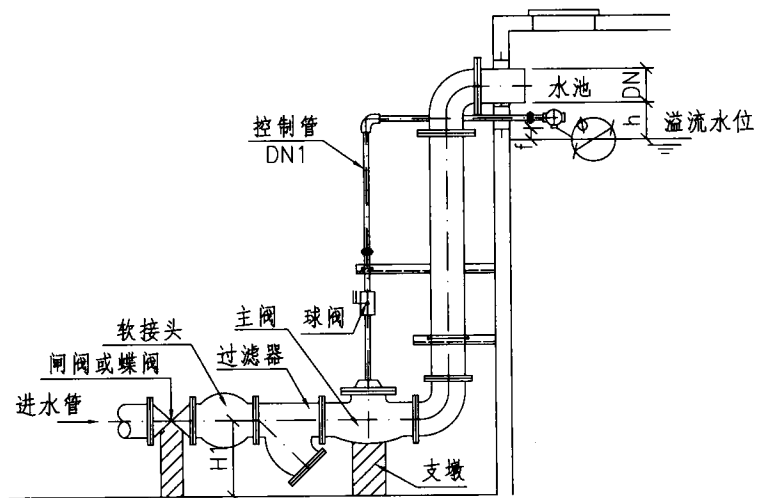 水池
DN
h
溢流水位
控制管
DN1
f
φ
软接头
主阀
球阀
闸阀或蝶阀
过滤器
进水管
H1
支墩